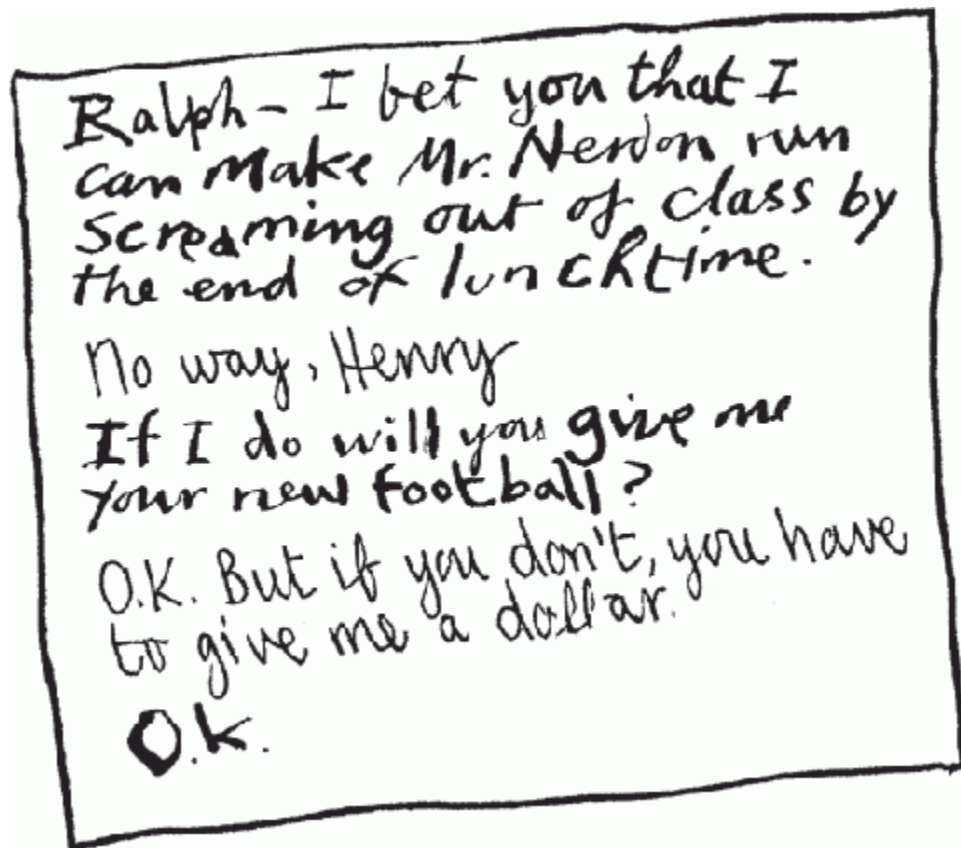 Ralph- I bet you that I
can make Mr. Nerdon run
screaming out of class by
the end of lunchtime.
No way, Henry
If I do will you give me
your new football?
O.K. But if you don't, you have
to give me a dollar.
O.K.